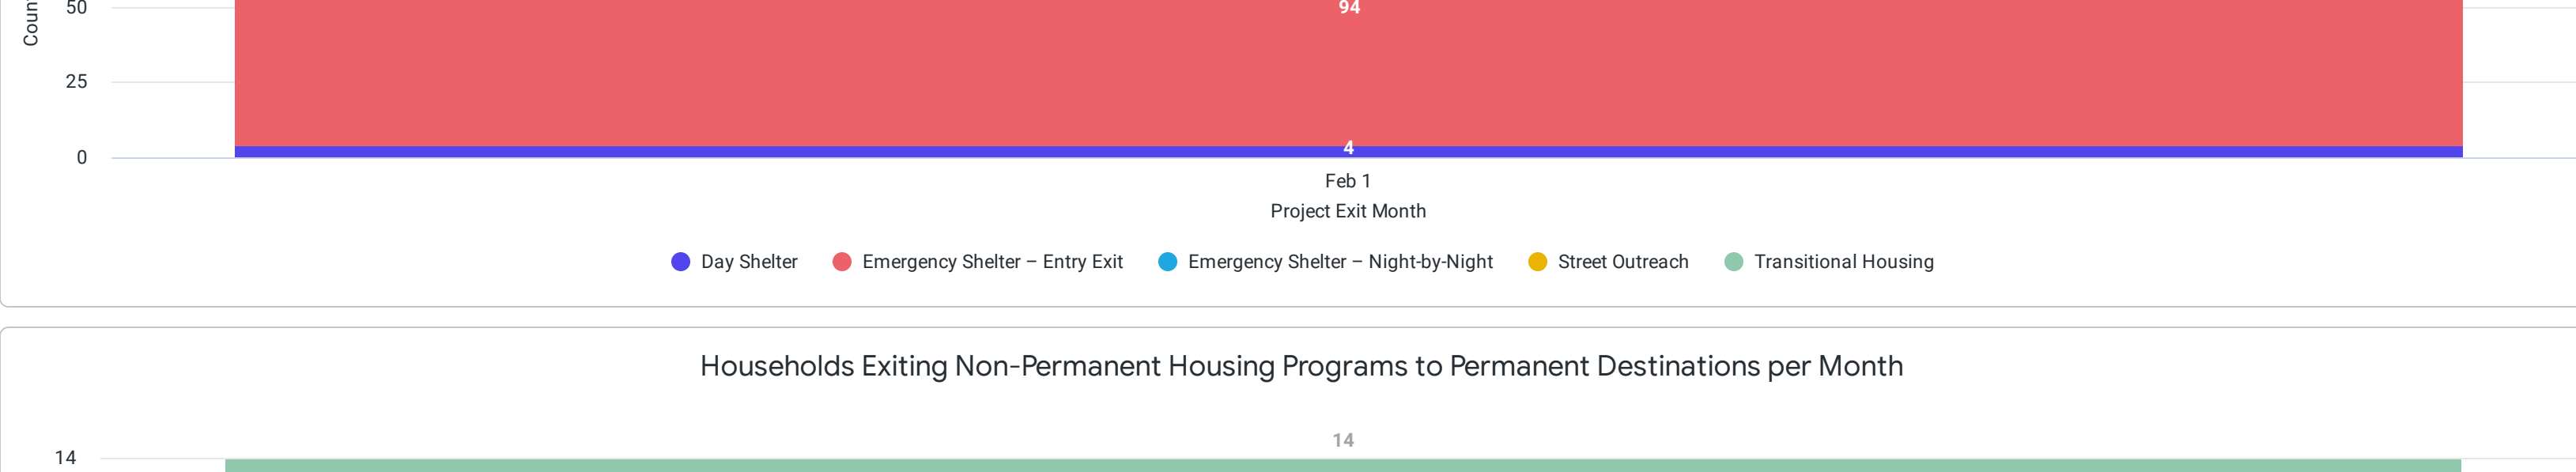 50
94
25
4
0
Feb 1
Project Exit Month
Day Shelter Emergency Shelter – Entry Exit Emergency Shelter – Night-by-Night Street Outreach Transitional Housing
Households Exiting Non-Permanent Housing Programs to Permanent Destinations per Month
14
14